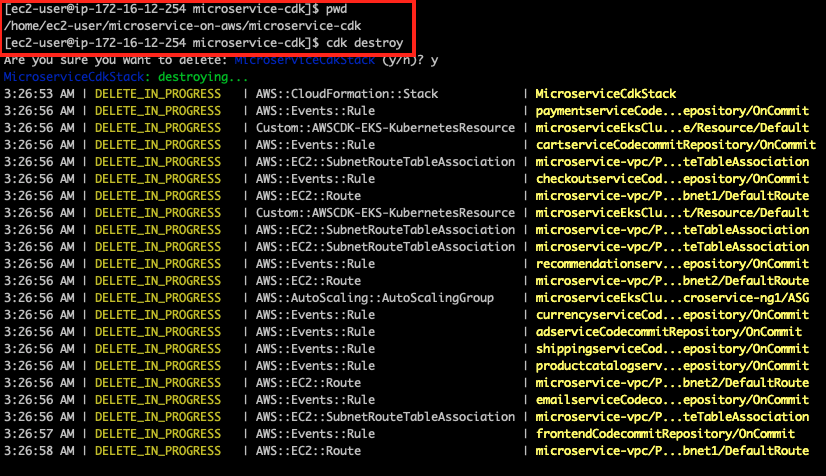 [ec2-user@ip-172-16-12-254 microservice-cdk]$ pwd
/home/ec2-user/microservice-on-aws/microservice-cdk
[ec2-user@ip-172-16-12-254 microservice-cdk]$ cdk destroy
Are you sure you want to delete: MicroserviceCdkStack (y/n)? y
MicroserviceCdkStack: destroying...
3:26:53 AM | DELETE_IN_PROGRESS | AWS::CloudFormation::Stack | MicroserviceCdkStack
3:26:56 AM | DELETE_IN_PROGRESS | AWS::Events::Rule | paymentserviceCode...epository/OnCommit
3:26:56 AM | DELETE_IN_PROGRESS | Custom::AWSCDK-EKS-KubernetesResource | microserviceEksClu...e/Resource/Default
3:26:56 AM | DELETE_IN_PROGRESS | AWS::Events::Rule | cartserviceCodecommitRepository/OnCommit
3:26:56 AM | DELETE_IN_PROGRESS | AWS::EC2::SubnetRouteTableAssociation | microservice-vpc/P...teTableAssociation
3:26:56 AM | DELETE_IN_PROGRESS | AWS::Events::Rule | checkoutserviceCod...epository/OnCommit
3:26:56 AM | DELETE_IN_PROGRESS | AWS::EC2::Route | microservice-vpc/P...bnet1/DefaultRoute
3:26:56 AM | DELETE_IN_PROGRESS | Custom::AWSCDK-EKS-KubernetesResource | microserviceEksClu...t/Resource/Default
3:26:56 AM | DELETE_IN_PROGRESS | AWS::EC2::SubnetRouteTableAssociation | microservice-vpc/P...teTableAssociation
3:26:56 AM | DELETE_IN_PROGRESS | AWS::EC2::SubnetRouteTableAssociation | microservice-vpc/P...teTableAssociation
3:26:56 AM | DELETE_IN_PROGRESS | AWS::Events::Rule | recommendationserv...epository/OnCommit
3:26:56 AM | DELETE_IN_PROGRESS | AWS::EC2::Route | microservice-vpc/P...bnet2/DefaultRoute
3:26:56 AM | DELETE_IN_PROGRESS | AWS::AutoScaling::AutoScalingGroup | microserviceEksClu...croservice-ng1/ASG
3:26:56 AM | DELETE_IN_PROGRESS | AWS::Events::Rule | currencyserviceCod...epository/OnCommit
3:26:56 AM | DELETE_IN_PROGRESS | AWS::Events::Rule | adserviceCodecommitRepository/OnCommit
3:26:56 AM | DELETE_IN_PROGRESS | AWS::Events::Rule | shippingserviceCod...epository/OnCommit
3:26:56 AM | DELETE_IN_PROGRESS | AWS::Events::Rule | productcatalogserv...epository/OnCommit
3:26:56 AM | DELETE_IN_PROGRESS | AWS::EC2::Route | microservice-vpc/P...bnet2/DefaultRoute
3:26:56 AM | DELETE_IN_PROGRESS | AWS::Events::Rule | emailserviceCodeco...epository/OnCommit
3:26:56 AM | DELETE_IN_PROGRESS | AWS::EC2::SubnetRouteTableAssociation | microservice-vpc/P...teTableAssociation
3:26:57 AM | DELETE_IN_PROGRESS | AWS::Events::Rule | frontendCodecommitRepository/OnCommit
3:26:58 AM | DELETE_IN_PROGRESS | AWS::EC2::Route | microservice-vpc/P...bnet1/DefaultRoute